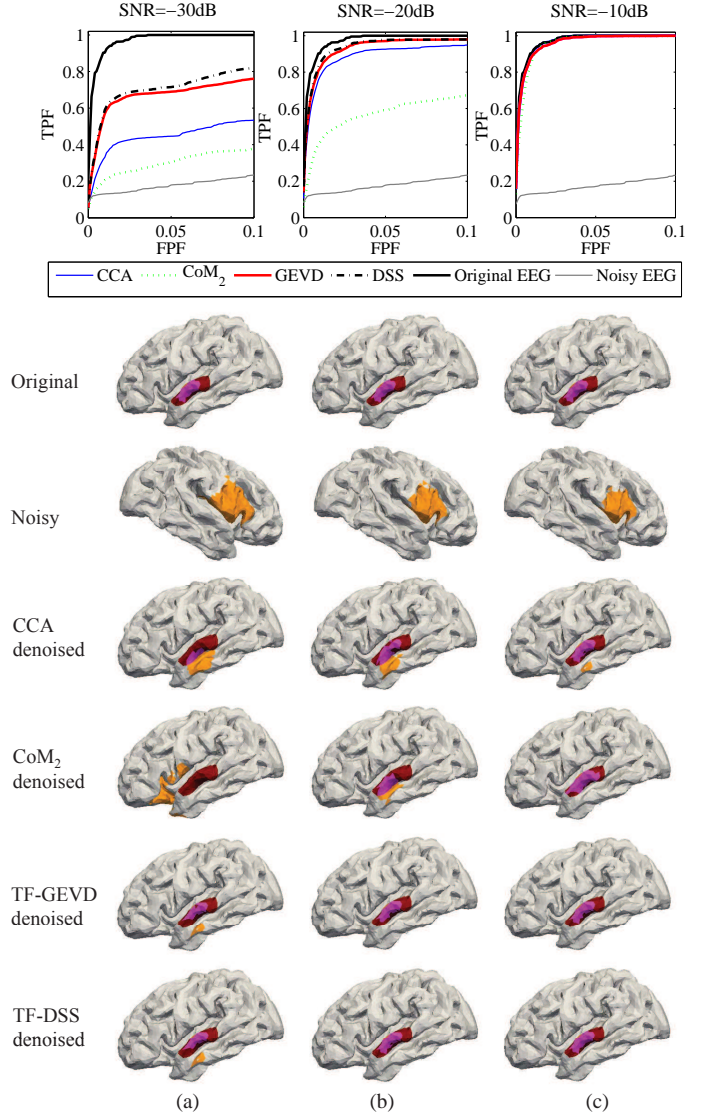 SNR=−30dB
SNR=−20dB
SNR=−10dB
TPF
1
0.8
0.6
0.4
0.2
0
0
0.05
0.1
FPF
TPF
1
0.8
0.6
0.4
0.2
0
0
0.05
0.1
FPF
TPF
1
0.8
0.6
0.4
0.2
0
0
0.05
0.1
FPF
CCA CoM₂ GEVD DSS Original EEG Noisy EEG
Original
Noisy
CCA
denoised
CoM₂
denoised
TF-GEVD
denoised
TF-DSS
denoised
(a) (b) (c)